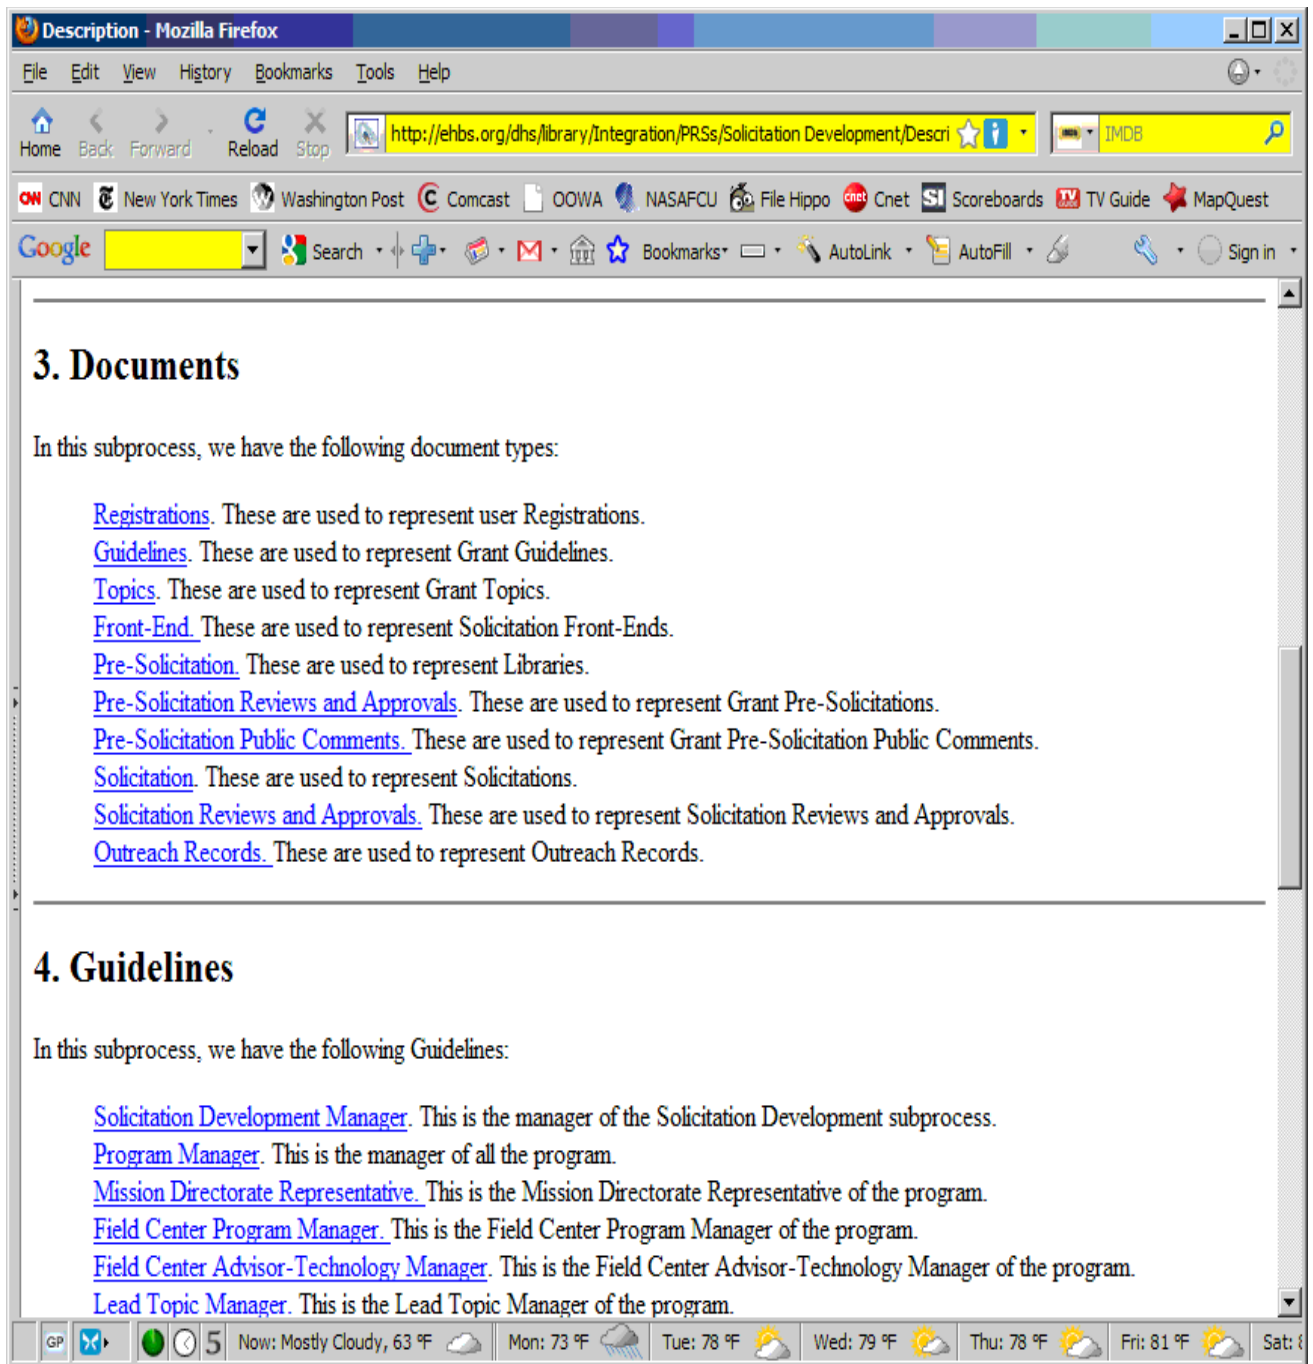 Description - Mozilla Firefox
File Edit View History Bookmarks Tools Help
Home Back Forward Reload Stop http://ehbs.org/dhs/library/Integration/PRSs/Solicitation Development/Descri IMDB
CNN CNN New York Times Washington Post Comcast OOWA NASAFCU File Hippo cnet Cnet SI Scoreboards TV GUIDE TV Guide MapQuest
Google Search Bookmarks AutoLink AutoFill Sign in
3. Documents
In this subprocess, we have the following document types:
Registrations. These are used to represent user Registrations.
Guidelines. These are used to represent Grant Guidelines.
Topics. These are used to represent Grant Topics.
Front-End. These are used to represent Solicitation Front-Ends.
Pre-Solicitation. These are used to represent Libraries.
Pre-Solicitation Reviews and Approvals. These are used to represent Grant Pre-Solicitations.
Pre-Solicitation Public Comments. These are used to represent Grant Pre-Solicitation Public Comments.
Solicitation. These are used to represent Solicitations.
Solicitation Reviews and Approvals. These are used to represent Solicitation Reviews and Approvals.
Outreach Records. These are used to represent Outreach Records.
4. Guidelines
In this subprocess, we have the following Guidelines:
Solicitation Development Manager. This is the manager of the Solicitation Development subprocess.
Program Manager. This is the manager of all the program.
Mission Directorate Representative. This is the Mission Directorate Representative of the program.
Field Center Program Manager. This is the Field Center Program Manager of the program.
Field Center Advisor-Technology Manager. This is the Field Center Advisor-Technology Manager of the program.
Lead Topic Manager. This is the Lead Topic Manager of the program.
GP 5 Now: Mostly Cloudy, 63 °F Mon: 73 °F Tue: 78 °F Wed: 79 °F Thu: 78 °F Fri: 81 °F Sat: